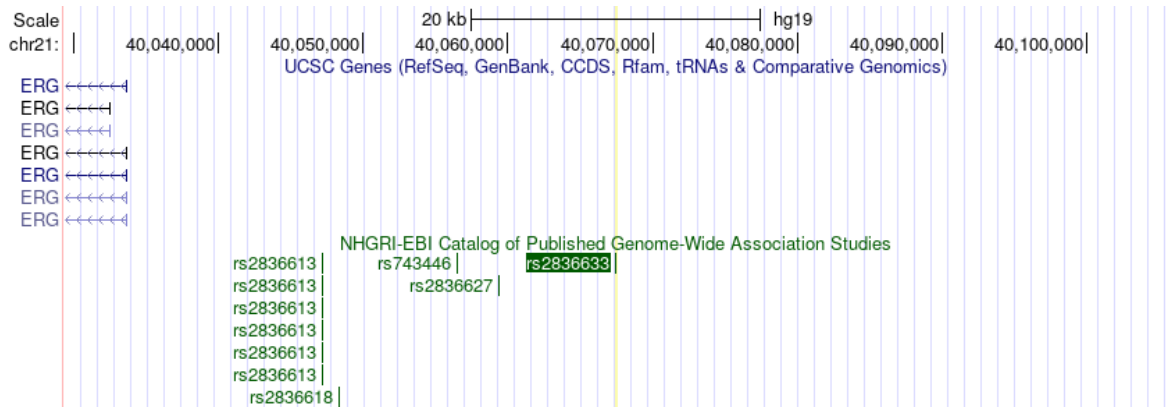 Scale 20 kb hg19
chr21: 40,040,000 40,050,000 40,060,000 40,070,000 40,080,000 40,090,000 40,100,000
UCSC Genes (RefSeq, GenBank, CCDS, Rfam, tRNAs & Comparative Genomics)
ERG
ERG
ERG
ERG
ERG
ERG
ERG
NHGRI-EBI Catalog of Published Genome-Wide Association Studies
rs2836613 rs743446 rs2836633
rs2836613 rs2836627
rs2836613
rs2836613
rs2836613
rs2836613
rs2836618